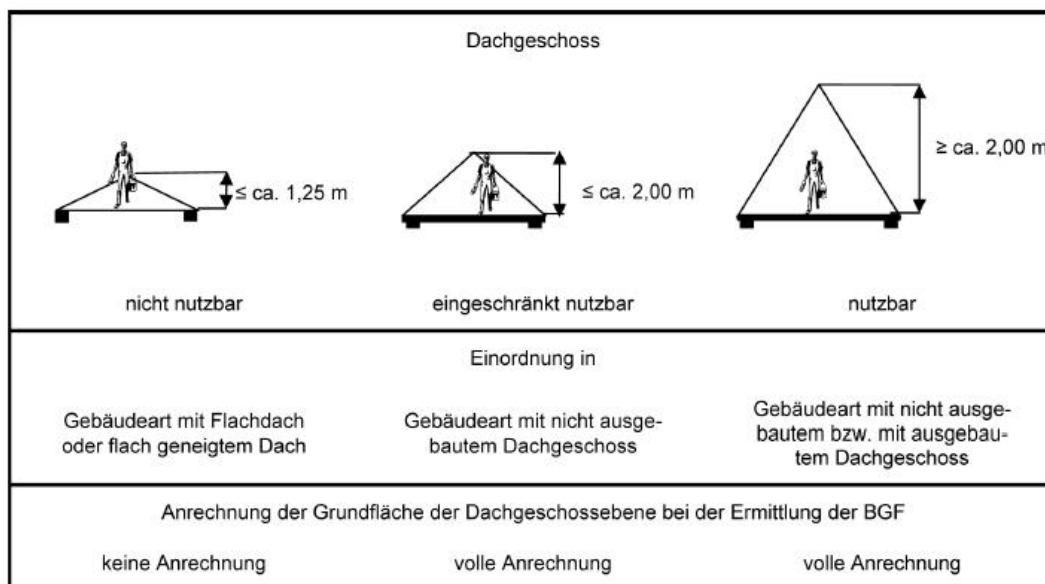 Dachgeschoss
≤ ca. 1,25 m
≤ ca. 2,00 m
≥ ca. 2,00 m
nicht nutzbar
eingeschränkt nutzbar
nutzbar
Einordnung in
Gebäudeart mit Flachdach
oder flach geneigtem Dach
Gebäudeart mit nicht ausge-
bautem Dachgeschoss
Gebäudeart mit nicht ausge-
bautem bzw. mit ausgebau-
tem Dachgeschoss
Anrechnung der Grundfläche der Dachgeschossebene bei der Ermittlung der BGF
keine Anrechnung
volle Anrechnung
volle Anrechnung